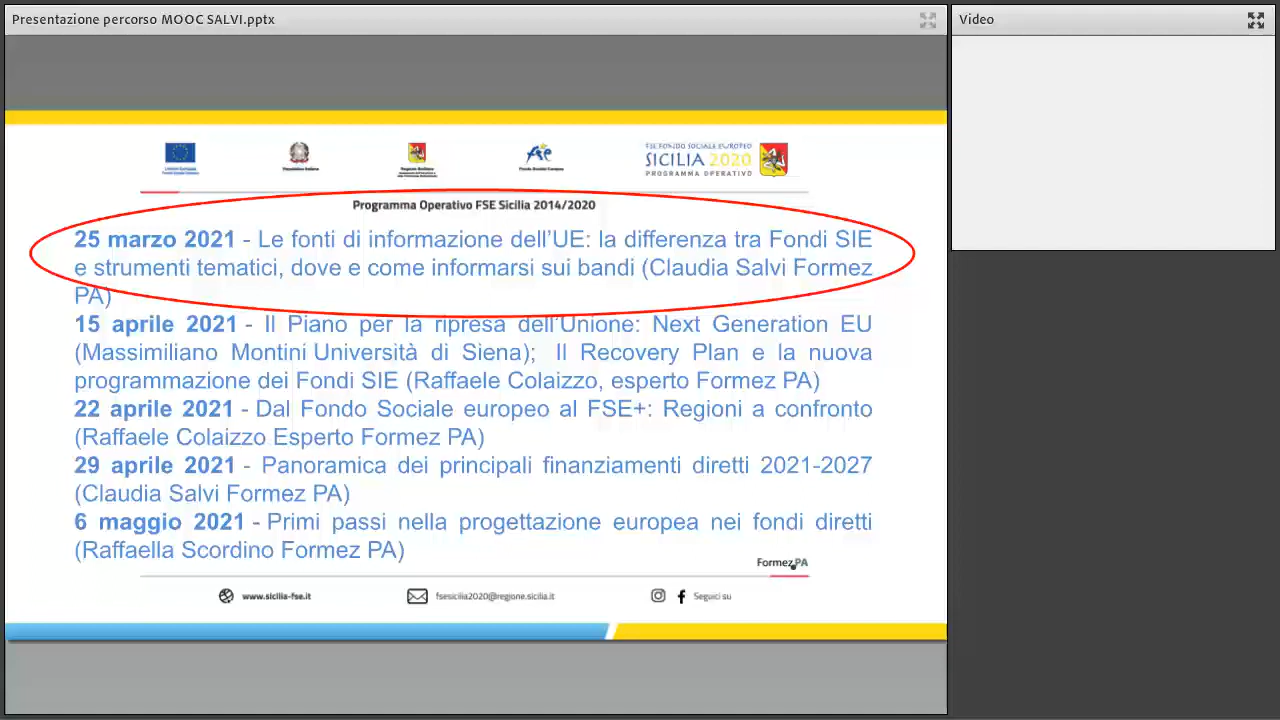 Presentazione percorso MOOC SALVI.pptx
Video
FSE FONDO SOCIALE EUROPEO
SICILIA 2020
PROGRAMMA OPERATIVO
Programma Operativo FSE Sicilia 2014/2020
25 marzo 2021 - Le fonti di informazione dell'UE: la differenza tra Fondi SIE
e strumenti tematici, dove e come informarsi sui bandi (Claudia Salvi Formez
PA)
15 aprile 2021 - Il Piano per la ripresa dell'Unione: Next Generation EU
(Massimiliano Montini Università di Siena); Il Recovery Plan e la nuova
programmazione dei Fondi SIE (Raffaele Colaizzo, esperto Formez PA)
22 aprile 2021 - Dal Fondo Sociale europeo al FSE+: Regioni a confronto
(Raffaele Colaizzo Esperto Formez PA)
29 aprile 2021 - Panoramica dei principali finanziamenti diretti 2021-2027
(Claudia Salvi Formez PA)
6 maggio 2021 - Primi passi nella progettazione europea nei fondi diretti
(Raffaella Scordino Formez PA)
Formez PA
www.sicilia-fse.it
fsesicilia2020@regione.sicilia.it
Seguici su